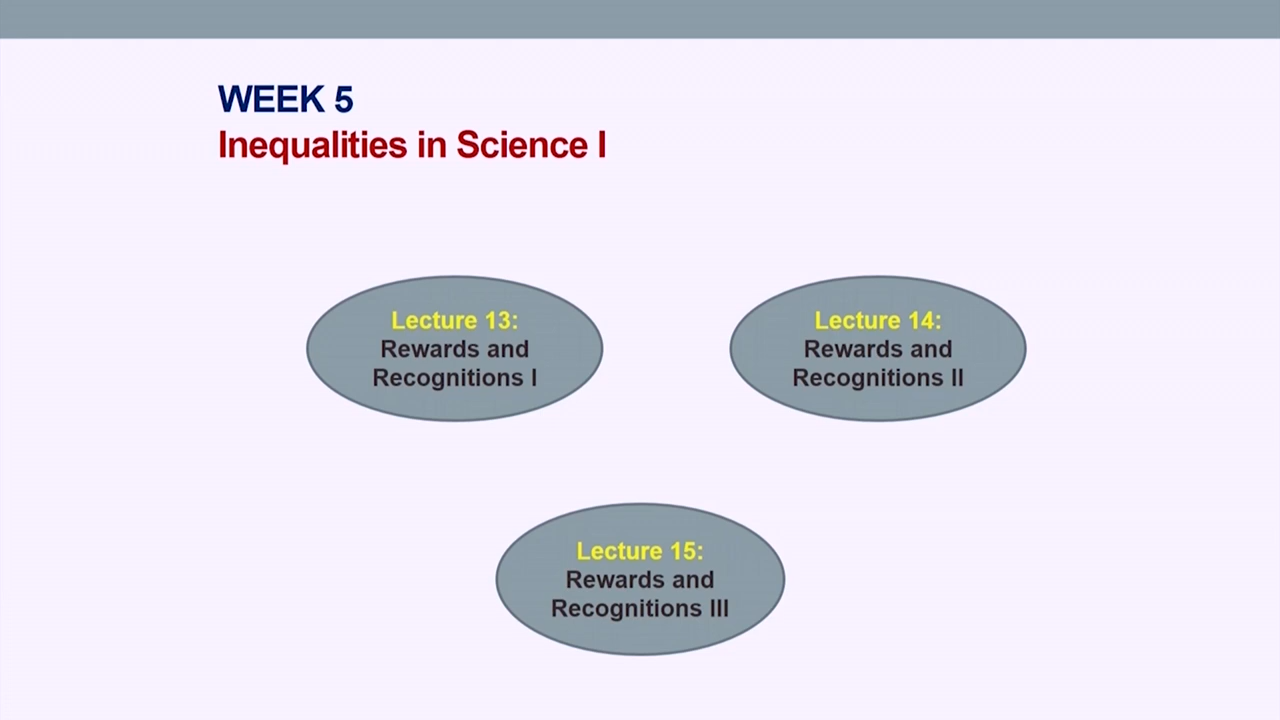 WEEK 5
Inequalities in Science I
Lecture 13:
Rewards and
Recognitions I
Lecture 14:
Rewards and
Recognitions II
Lecture 15:
Rewards and
Recognitions III